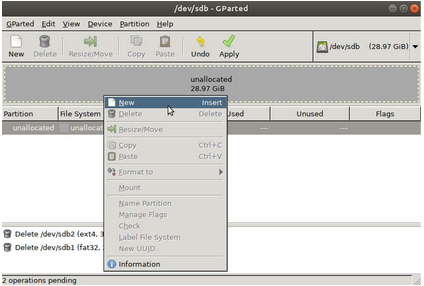 /dev/sdb - GParted
GParted Edit View Device Partition Help
New Delete Resize/Move Copy Paste Undo Apply /dev/sdb (28.97 GiB)
unallocated
28.97 GiB
Partition File System Used Unused Flags
unallocated unallocat --- ---
New Insert
Delete Delete
Resize/Move
Copy Ctrl+C
Paste Ctrl+V
Format to
Mount
Name Partition
Manage Flags
Check
Label File System
New UUID
Information
Delete /dev/sdb2 (ext4, 3
Delete /dev/sdb1 (fat32,
2 operations pending